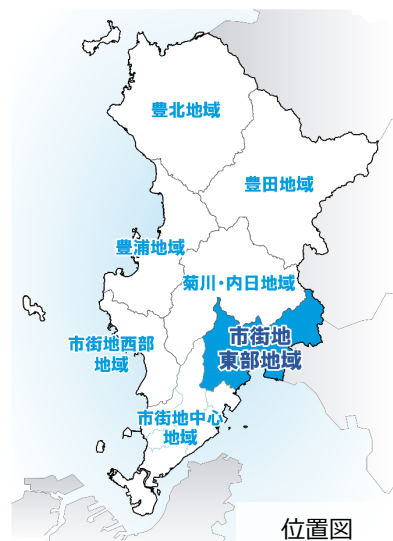 豊北地域
豊田地域
豊浦地域
菊川・内日地域
市街地
東部地域
市街地西部
地域
市街地中心
地域
位置図